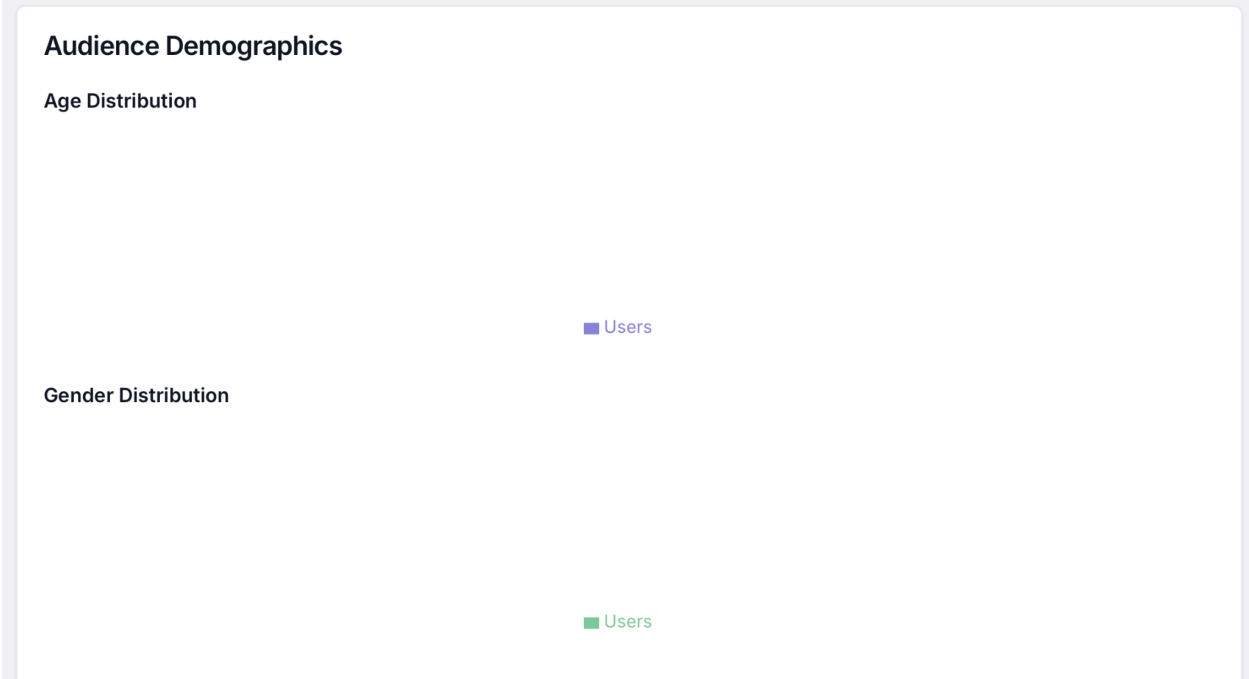 Audience Demographics
Age Distribution
Users
Gender Distribution
Users